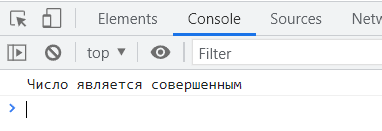 Elements Console Sources Netw
top Filter
Число является совершенным